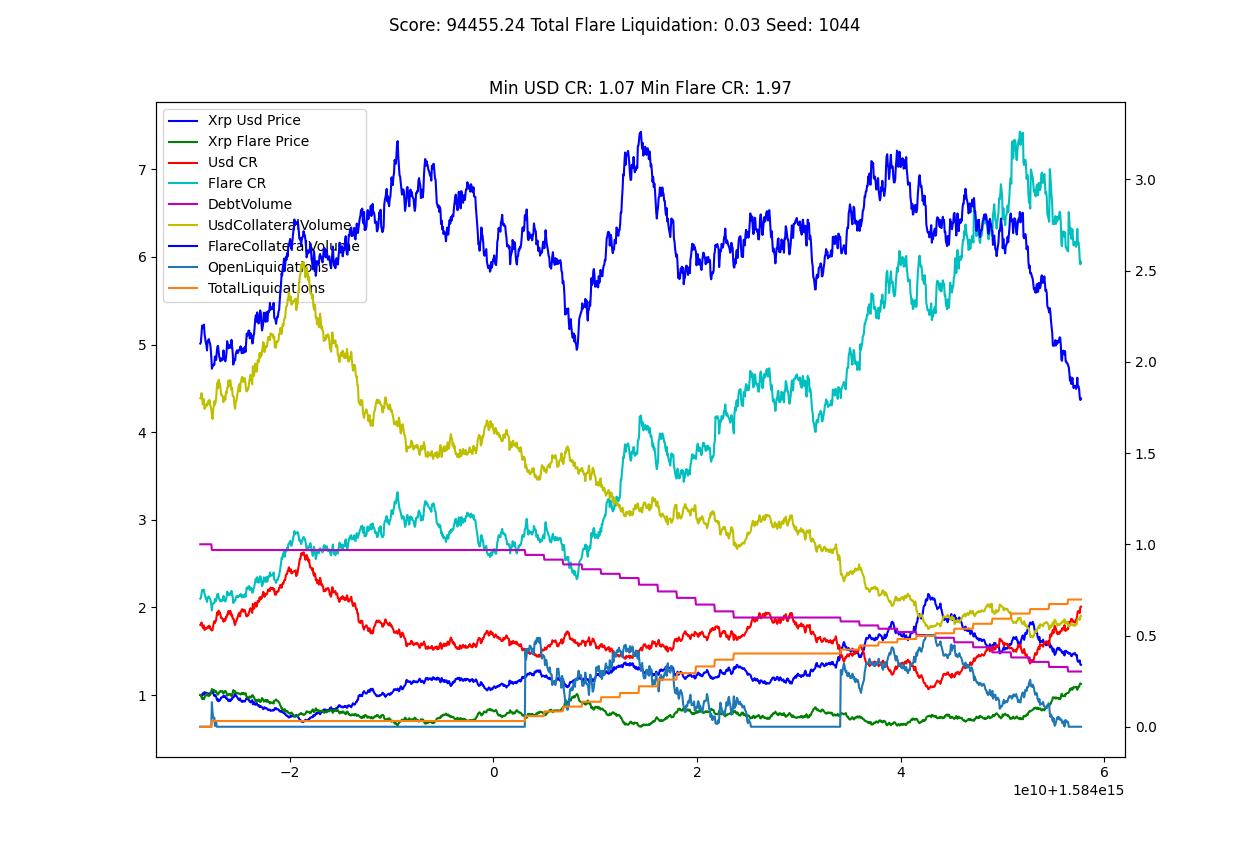 Score: 94455.24 Total Flare Liquidation: 0.03 Seed: 1044
Min USD CR: 1.07 Min Flare CR: 1.97
Xrp Usd Price
Xrp Flare Price
Usd CR
Flare CR
DebtVolume
UsdCollateralVolume
FlareCollateralVolume
OpenLiquidations
TotalLiquidations
7
6
5
4
3
2
1
3.0
2.5
2.0
1.5
1.0
0.5
0.0
−2
0
2
4
6
1e10+1.584e15